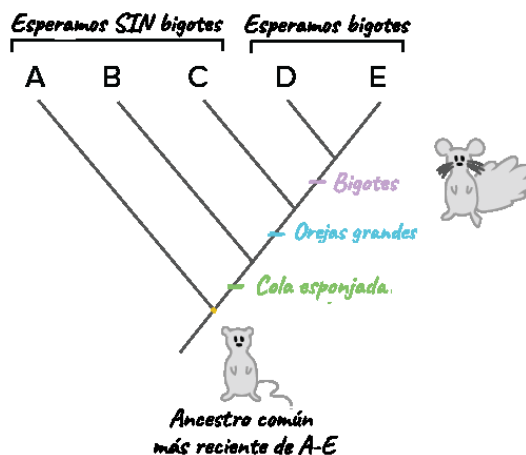 Esperamos SIN bigotes
Esperamos bigotes
A B C D E
Bigotes
Orejas grandes
Cola esponjada
Ancestro común
más reciente de A-E